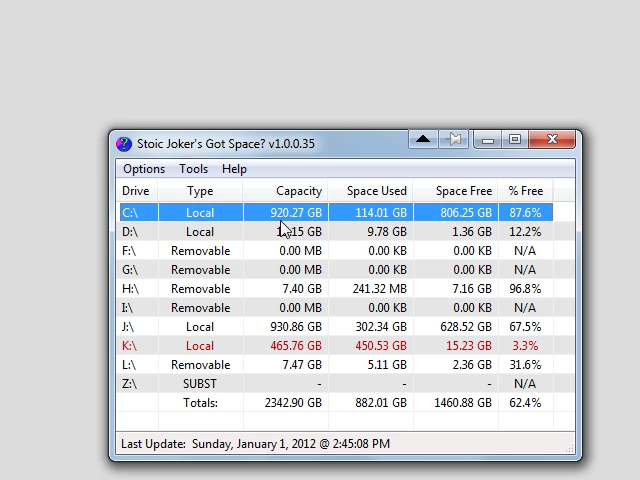 Stoic Joker's Got Space? v1.0.0.35
Options Tools Help
Drive Type Capacity Space Used Space Free % Free
C:\ Local 920.27 GB 114.01 GB 806.25 GB 87.6%
D:\ Local 9.78 GB 1.36 GB 12.2%
F:\ Removable 0.00 MB 0.00 KB 0.00 KB N/A
G:\ Removable 0.00 MB 0.00 KB 0.00 KB N/A
H:\ Removable 7.40 GB 241.32 MB 7.16 GB 96.8%
I:\ Removable 0.00 MB 0.00 KB 0.00 KB N/A
J:\ Local 930.86 GB 302.34 GB 628.52 GB 67.5%
K:\ Local 465.76 GB 450.53 GB 15.23 GB 3.3%
L:\ Removable 7.47 GB 5.11 GB 2.36 GB 31.6%
Z:\ SUBST - - - N/A
Totals: 2342.90 GB 882.01 GB 1460.88 GB 62.4%
Last Update: Sunday, January 1, 2012 @ 2:45:08 PM